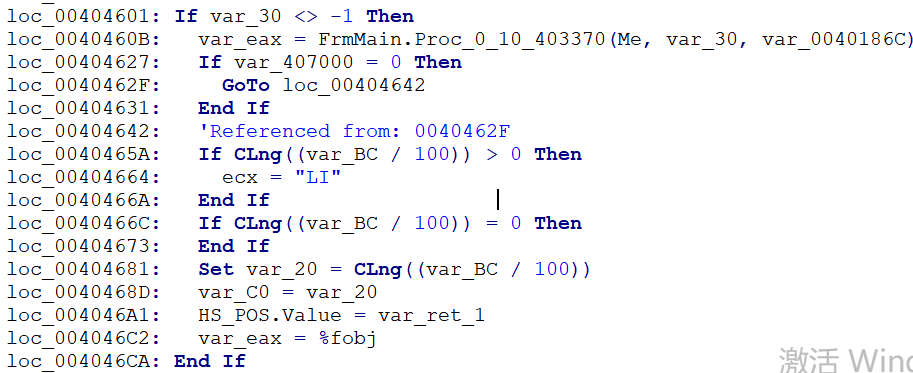 loc_00404601: If var_30 <> -1 Then
loc_0040460B:   var_eax = FrmMain.Proc_0_10_403370(Me, var_30, var_0040186C)
loc_00404627:   If var_407000 = 0 Then
loc_0040462F:     GoTo loc_00404642
loc_00404631:   End If
loc_00404642:   'Referenced from: 0040462F
loc_0040465A:   If CLng((var_BC / 100)) > 0 Then
loc_00404664:     ecx = "LI"
loc_0040466A:   End If
loc_0040466C:   If CLng((var_BC / 100)) = 0 Then
loc_00404673:   End If
loc_00404681:   Set var_20 = CLng((var_BC / 100))
loc_0040468D:   var_C0 = var_20
loc_004046A1:   HS_POS.Value = var_ret_1
loc_004046C2:   var_eax = %fobj
loc_004046CA: End If
激活 Wind